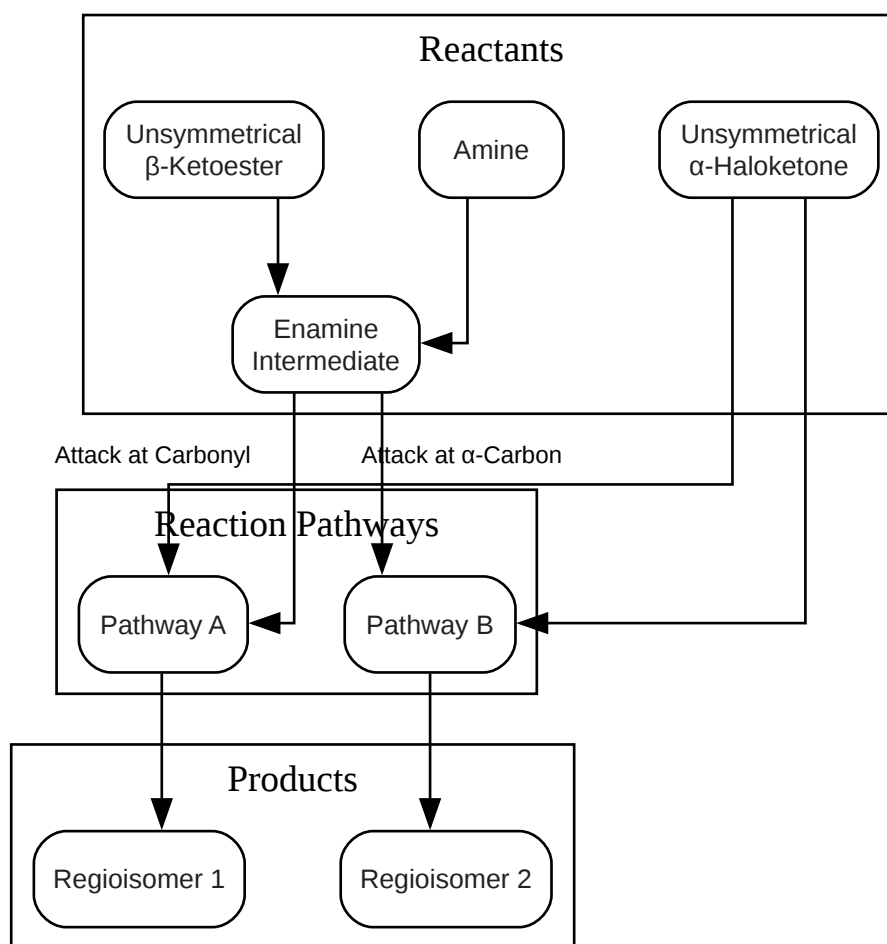 Reactants
Unsymmetrical
β-Ketoester
Amine
Unsymmetrical
α-Haloketone
Enamine
Intermediate
Attack at Carbonyl
Attack at α-Carbon
Reaction Pathways
Pathway A
Pathway B
Products
Regioisomer 1
Regioisomer 2